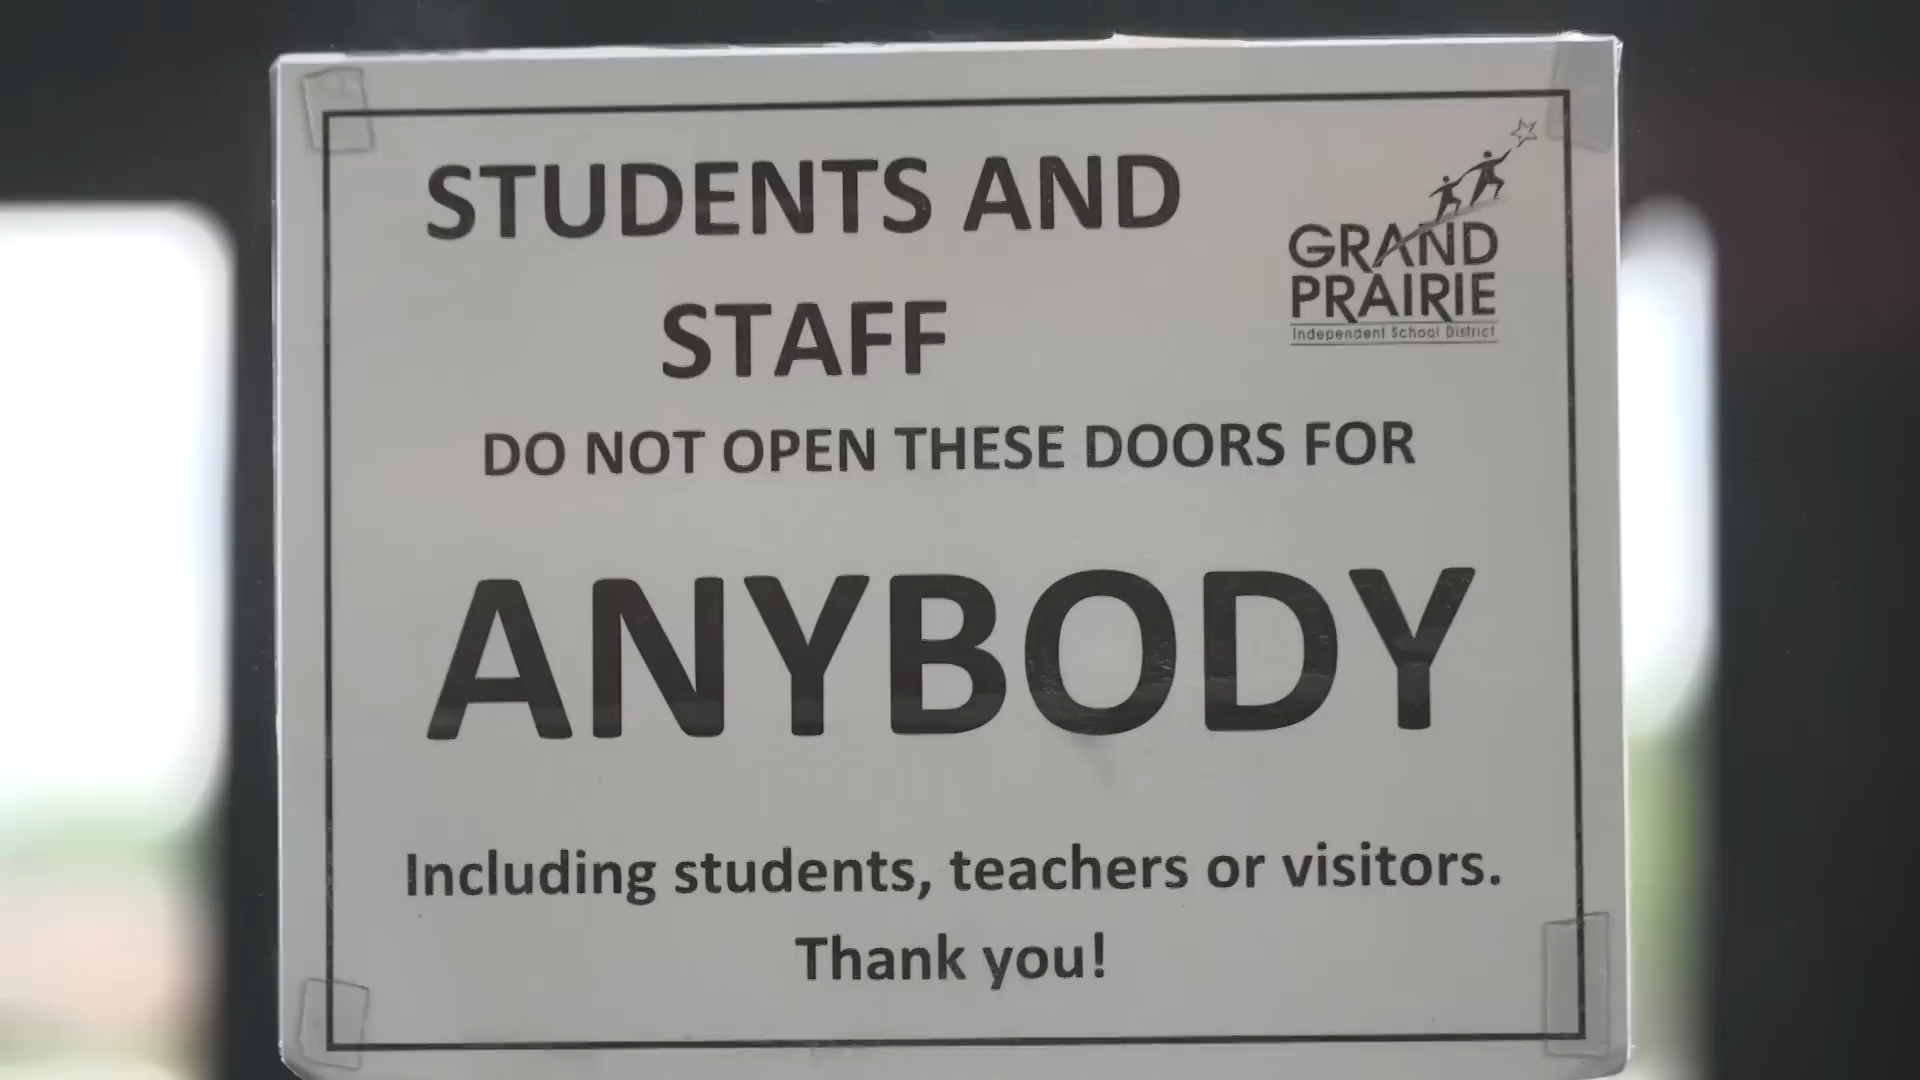 STUDENTS AND
STAFF
GRAND
PRAIRIE
Independent School District
DO NOT OPEN THESE DOORS FOR
ANYBODY
Including students, teachers or visitors.
Thank you!